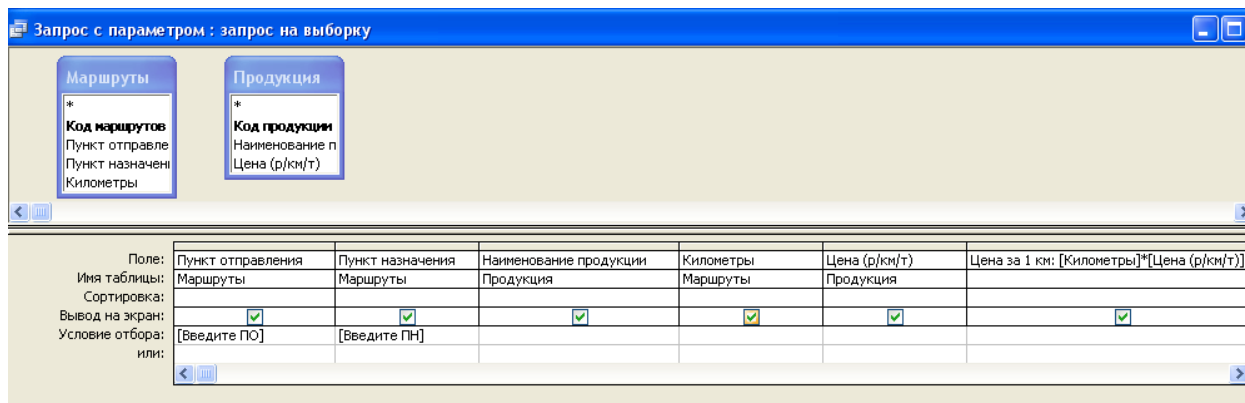 Запрос с параметром : запрос на выборку
Маршруты
*
Код маршрутов
Пункт отправле
Пункт назначени
Километры
Продукция
*
Код продукции
Наименование п
Цена (р/км/т)
Поле: Пункт отправления Пункт назначения Наименование продукции Километры Цена (р/км/т) Цена за 1 км: [Километры]*[Цена (р/км/т)]
Имя таблицы: Маршруты Маршруты Продукция Маршруты Продукция
Сортировка:
Вывод на экран:
Условие отбора: [Введите ПО] [Введите ПН]
или: